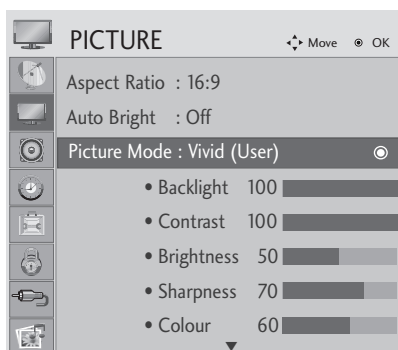 PICTURE Move OK
Aspect Ratio : 16:9
Auto Bright : Off
Picture Mode : Vivid (User)
• Backlight 100
• Contrast 100
• Brightness 50
• Sharpness 70
• Colour 60